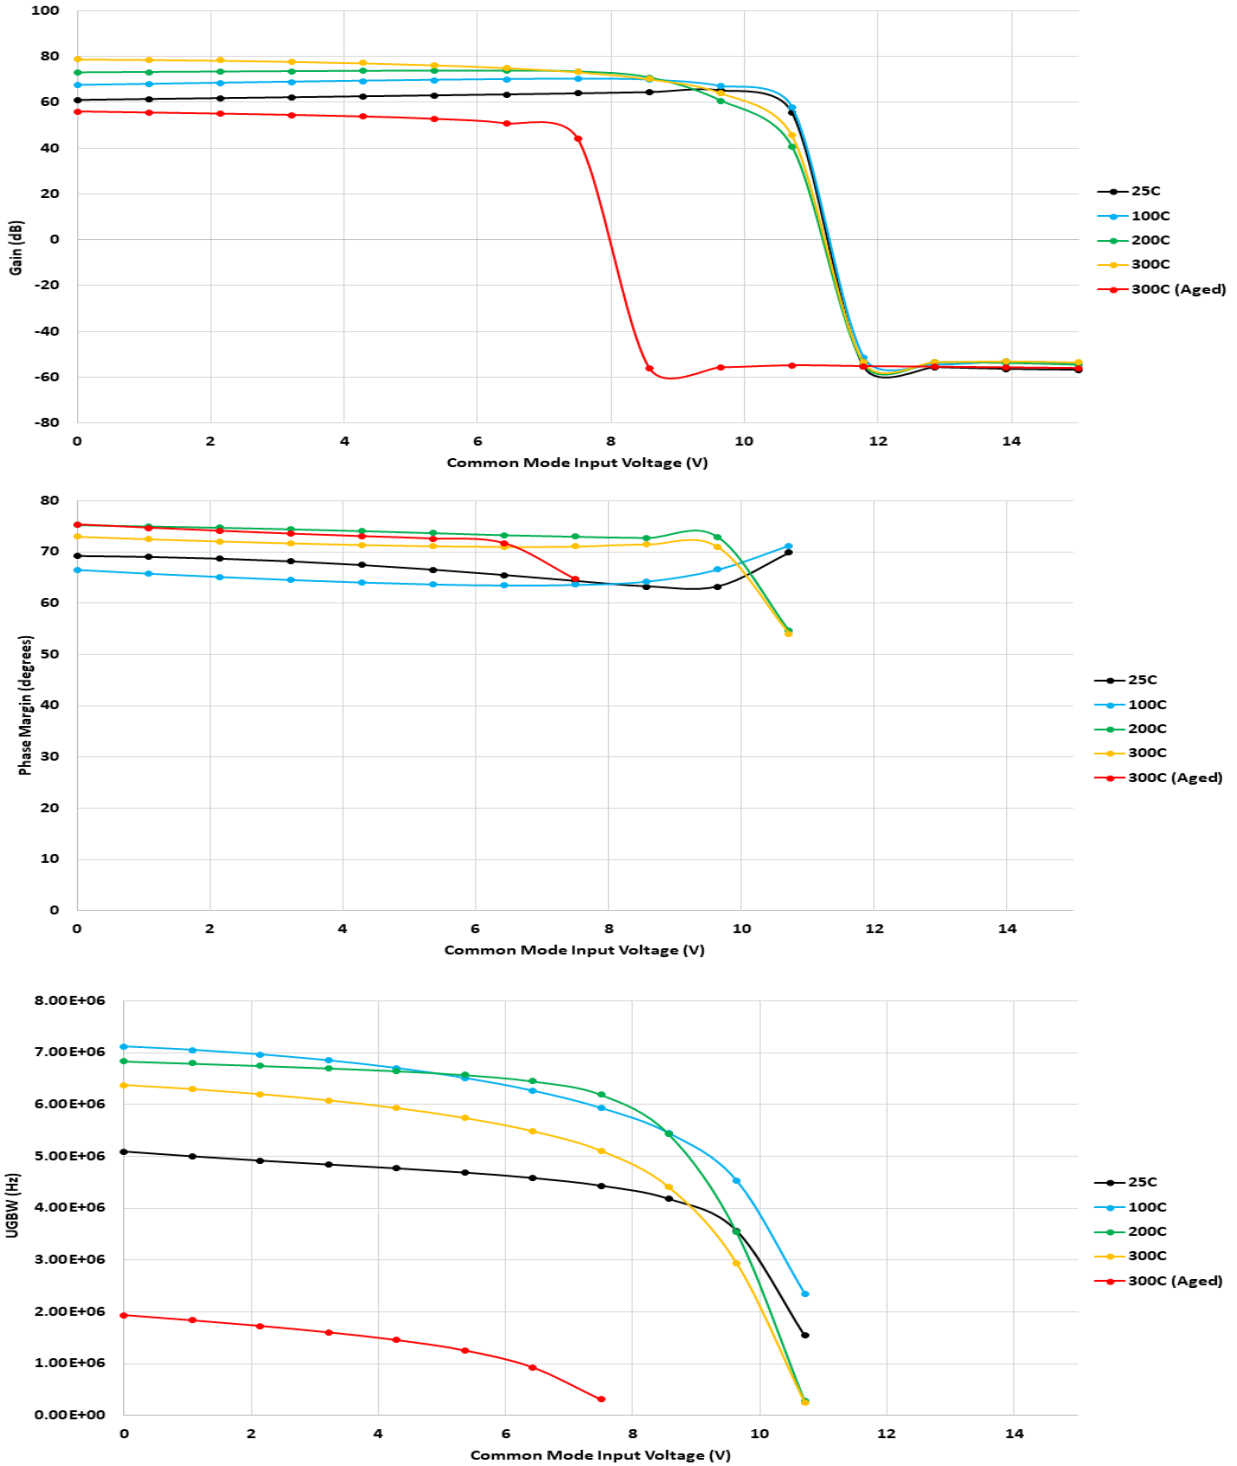 100
80
60
40
20
0
-20
-40
-60
-80
Gain (dB)
0 2 4 6 8 10 12 14
Common Mode Input Voltage (V)
25C
100C
200C
300C
300C (Aged)
80
70
60
50
40
30
20
10
0
Phase Margin (degrees)
0 2 4 6 8 10 12 14
Common Mode Input Voltage (V)
25C
100C
200C
300C
300C (Aged)
8.00E+06
7.00E+06
6.00E+06
5.00E+06
4.00E+06
3.00E+06
2.00E+06
1.00E+06
0.00E+00
UGBW (Hz)
0 2 4 6 8 10 12 14
Common Mode Input Voltage (V)
25C
100C
200C
300C
300C (Aged)